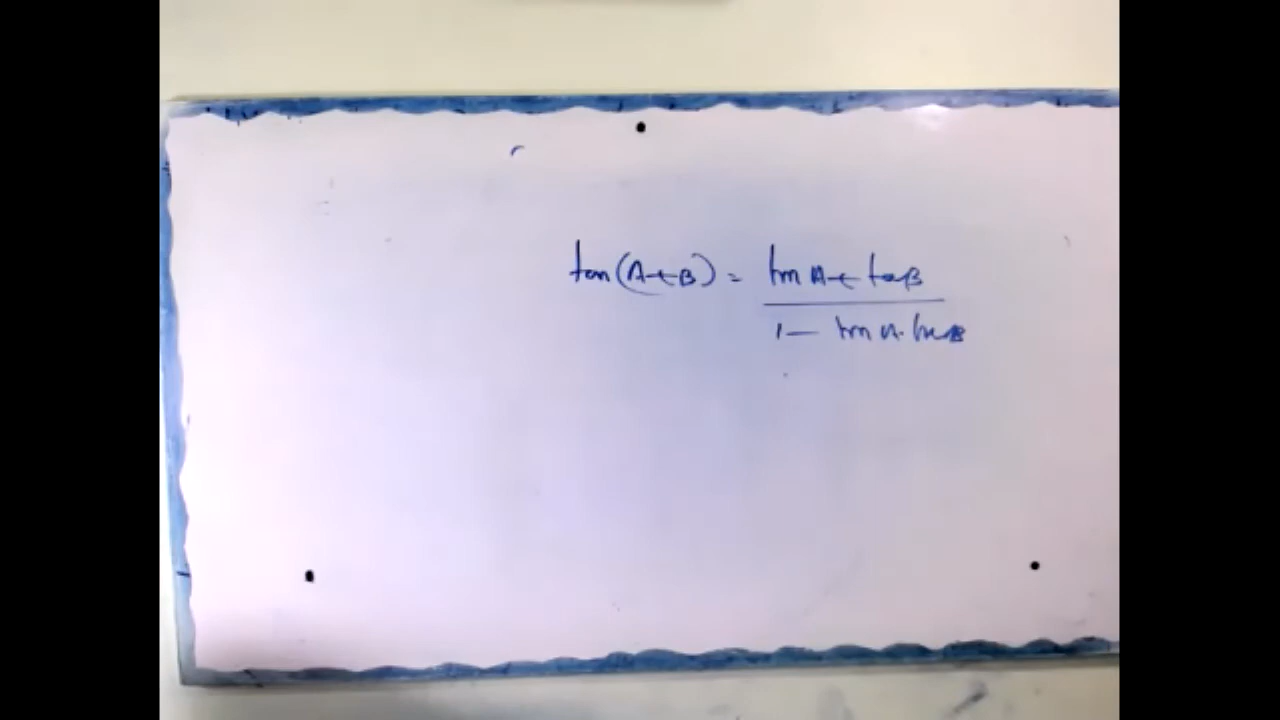 tan(A+B) = tan A + tan B
1 - tan A . tan B